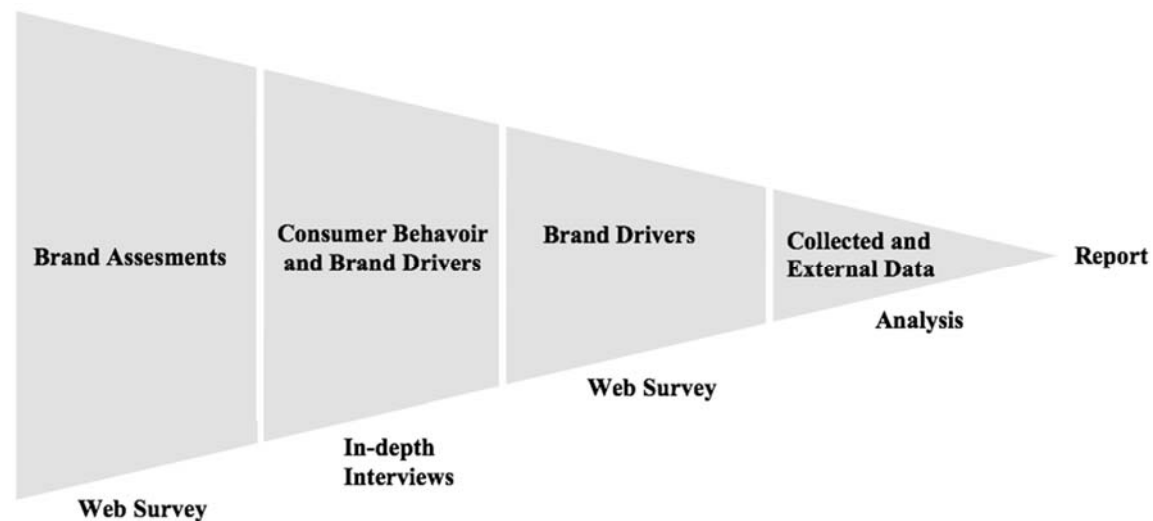 Brand Assesments
Consumer Behavoir
and Brand Drivers
Brand Drivers
Collected and
External Data
Report
Analysis
Web Survey
In-depth
Interviews
Web Survey